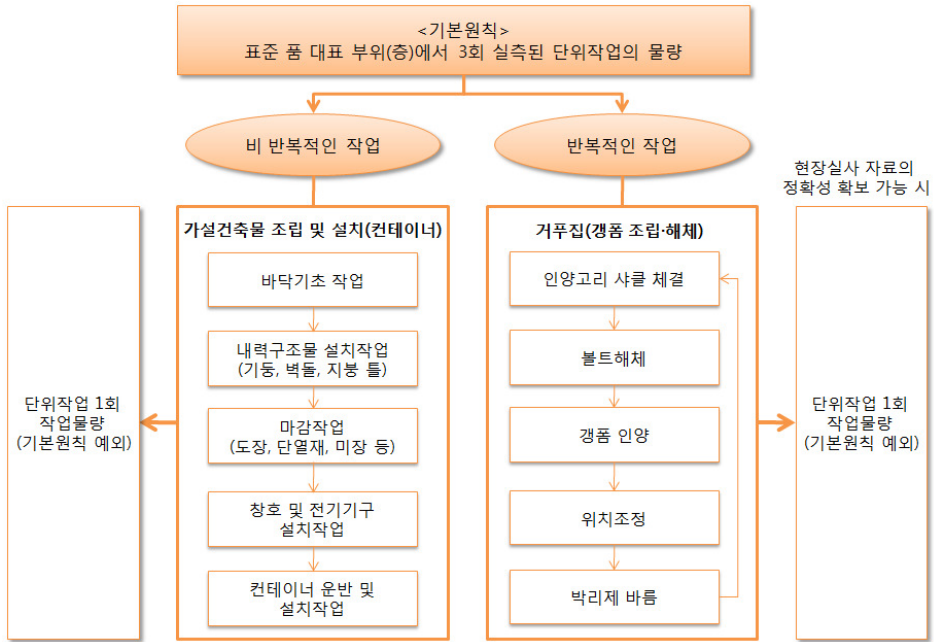 <기본원칙>
표준 품 대표 부위(층)에서 3회 실측된 단위작업의 물량
비 반복적인 작업
반복적인 작업
현장실사 자료의
정확성 확보 가능 시
가설건축물 조립 및 설치(컨테이너)
바닥기초 작업
내력구조물 설치작업
(기둥, 벽돌, 지붕 틀)
마감작업
(도장, 단열재, 미장 등)
창호 및 전기기구
설치작업
컨테이너 운반 및
설치작업
단위작업 1회
작업물량
(기본원칙 예외)
거푸집(갱폼 조립·해체)
인양고리 샤클 체결
볼트해체
갱폼 인양
위치조정
박리제 바름
단위작업 1회
작업물량
(기본원칙 예외)